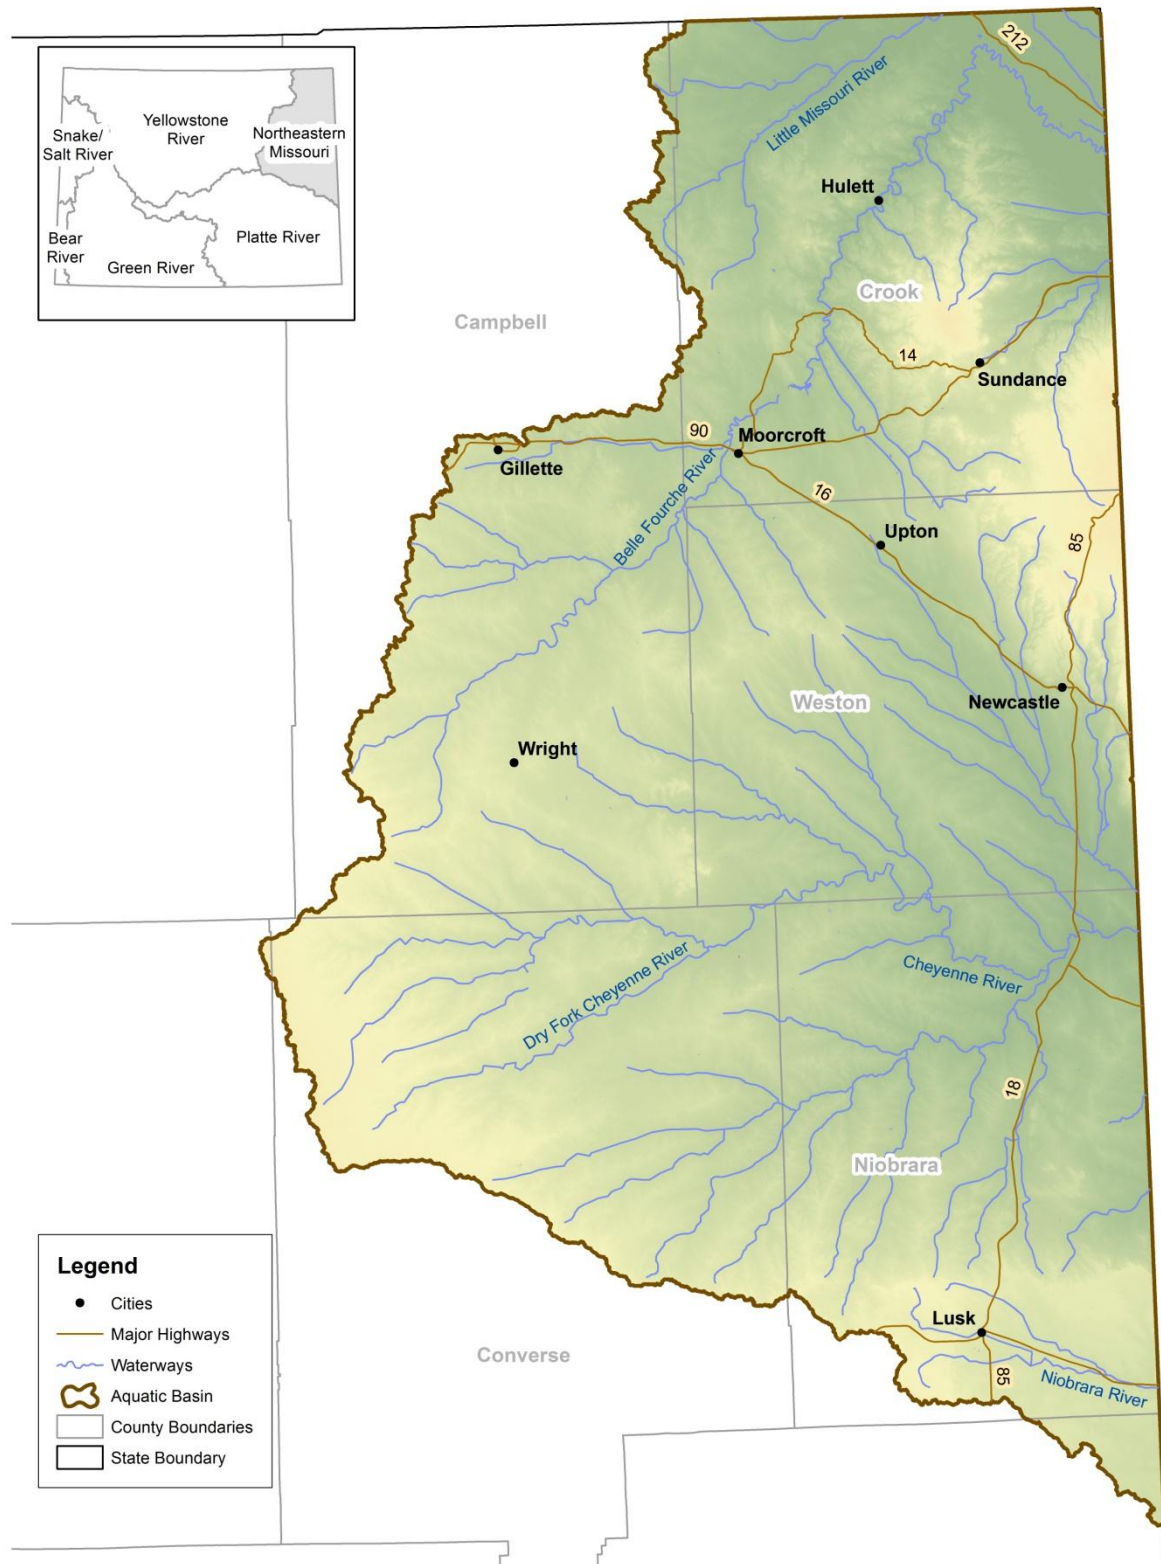 212
Little Missouri River
Snake/
Salt River
Yellowstone
River
Northeastern
Missouri
Bear
River
Green River
Platte River
Hulett
Crook
Campbell
14
Sundance
90
Moorcroft
Gillette
Belle Fourche River
16
Upton
85
Weston
Newcastle
Wright
Dry Fork Cheyenne River
Cheyenne River
18
Niobrara
Legend
Cities
Major Highways
Waterways
Aquatic Basin
County Boundaries
State Boundary
Converse
Lusk
85
Niobrara River